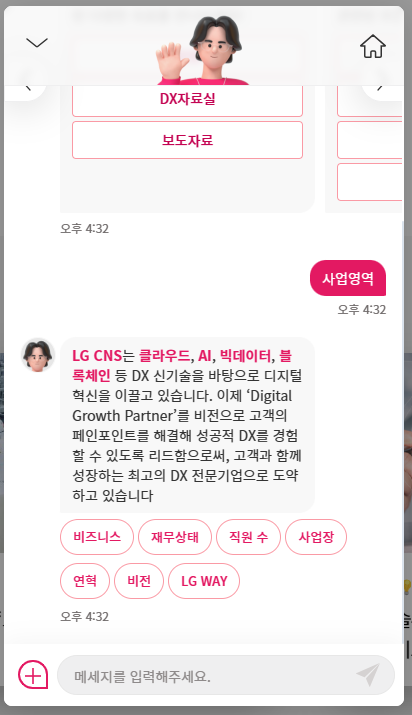 DX자료실
보도자료
오후 4:32
사업영역
오후 4:32
LG CNS는 클라우드, AI, 빅데이터, 블
록체인 등 DX 신기술을 바탕으로 디지털
혁신을 이끌고 있습니다. 이제 ‘Digital
Growth Partner’를 비전으로 고객의
페인포인트를 해결해 성공적 DX를 경험
할 수 있도록 리드함으로써, 고객과 함께
성장하는 최고의 DX 전문기업으로 도약
하고 있습니다
비즈니스 재무상태 직원 수 사업장
연혁 비전 LG WAY
오후 4:32
메세지를 입력해주세요.